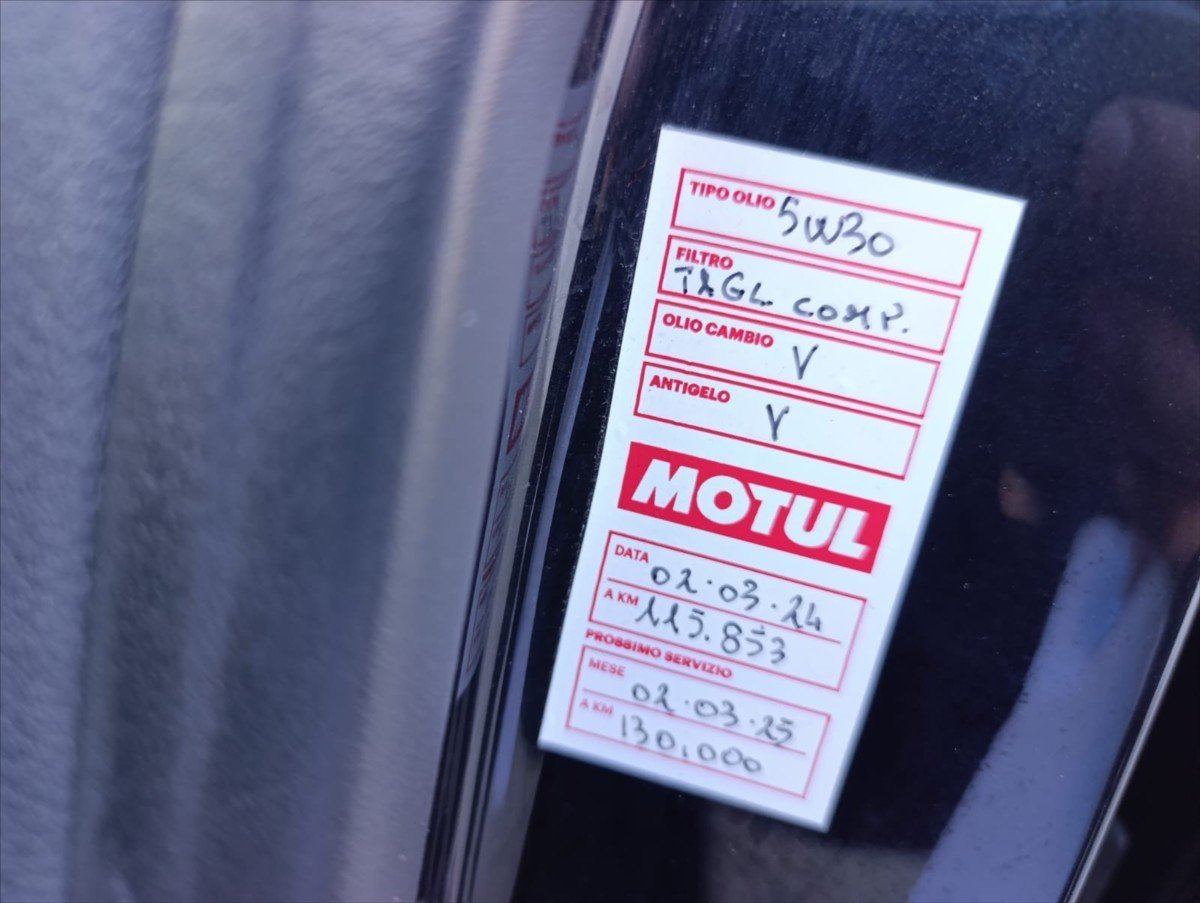 TIPO OLIO 5W30
FILTRO
TAGL. COMP.
OLIO CAMBIO V
ANTIGELO V
MOTUL
DATA 02.03.24
A KM 115.853
PROSSIMO SERVIZIO
MESE 02.03.25
A KM 130.000